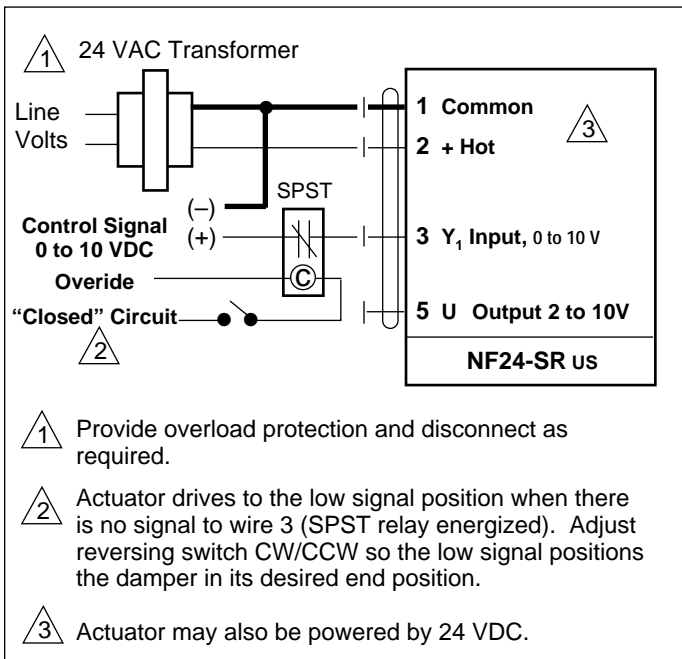 1 24 VAC Transformer
Line
Volts
1 Common
3
2 + Hot
SPST
(–)
Control Signal
0 to 10 VDC
(+)
3 Y1 Input, 0 to 10 V
Overide
C
“Closed” Circuit
2
5 U Output 2 to 10V
NF24-SR US
1 Provide overload protection and disconnect as
required.
2 Actuator drives to the low signal position when there
is no signal to wire 3 (SPST relay energized). Adjust
reversing switch CW/CCW so the low signal positions
the damper in its desired end position.
3 Actuator may also be powered by 24 VDC.